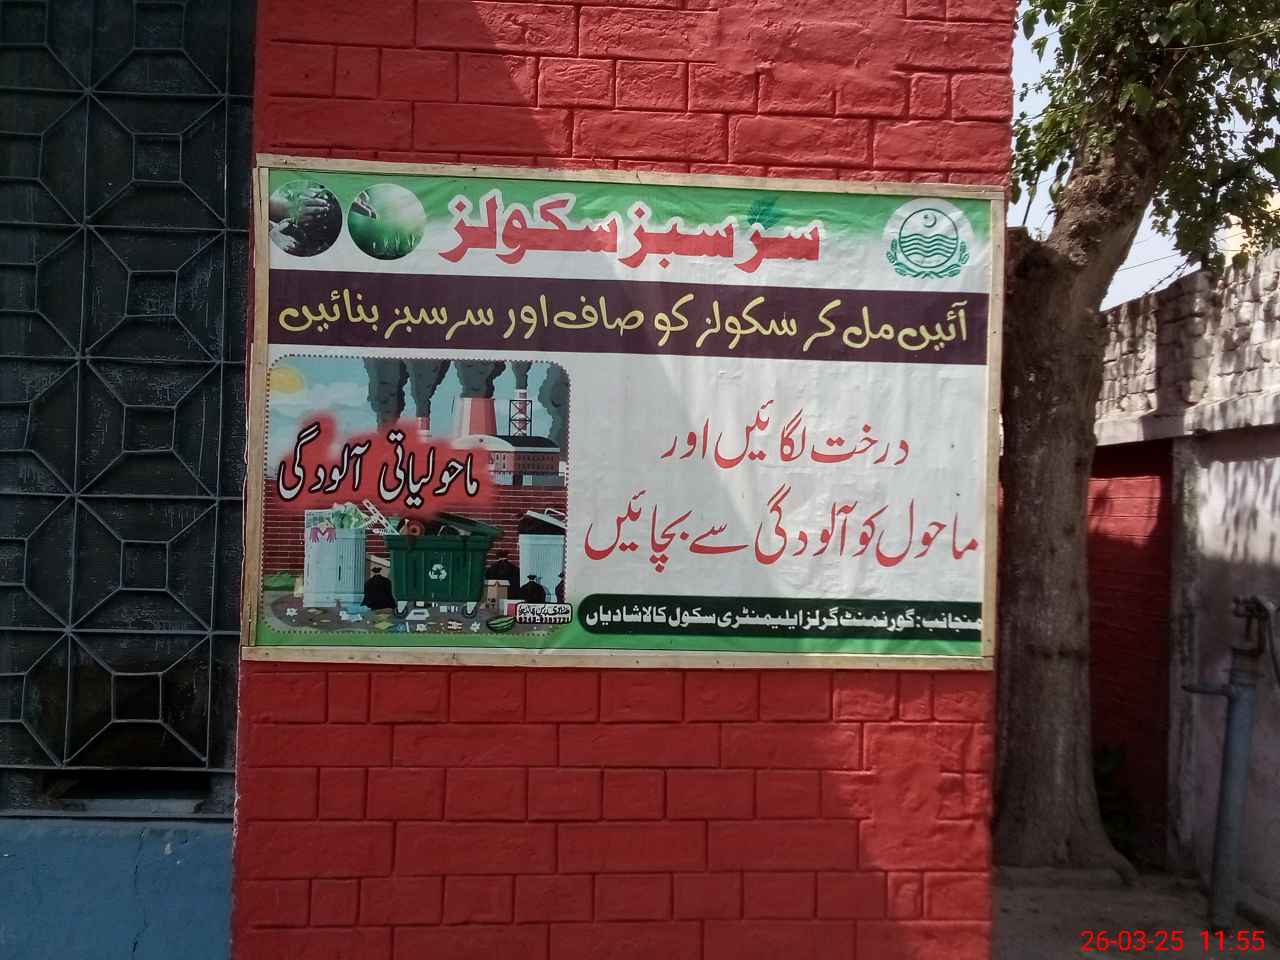 سرسبز سکولز
آئیں مل کر سکولز کو صاف اور سرسبز بنائیں
ماحولیاتی آلودگی
درخت لگائیں اور
ماحول کو آلودگی سے بچائیں
منجانب: گورنمنٹ گرلز ایلیمنٹری سکول کالاشادیاں
26-03-25 11:55